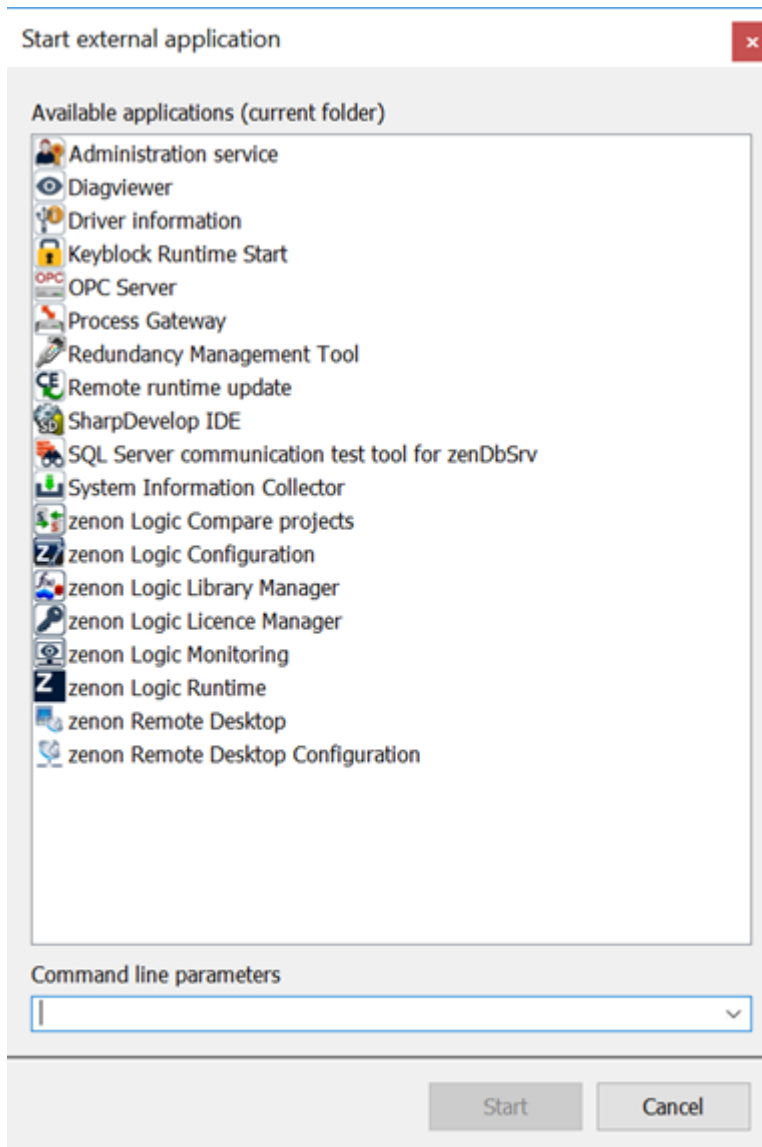 Start external application
Available applications (current folder)
Administration service
Diagviewer
Driver information
Keyblock Runtime Start
OPC
OPC Server
Process Gateway
Redundancy Management Tool
CE Remote runtime update
SD SharpDevelop IDE
SQL Server communication test tool for zenDbSrv
System Information Collector
zenon Logic Compare projects
Z zenon Logic Configuration
zenon Logic Library Manager
zenon Logic Licence Manager
zenon Logic Monitoring
Z zenon Logic Runtime
zenon Remote Desktop
zenon Remote Desktop Configuration
Command line parameters
Start Cancel